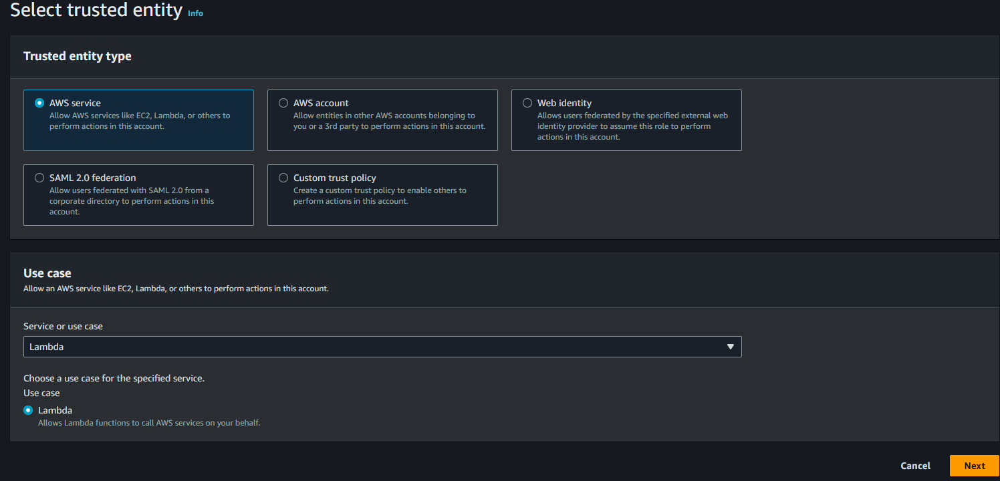 Select trusted entity Info
Trusted entity type
AWS service
Allow AWS services like EC2, Lambda, or others to
perform actions in this account.
AWS account
Allow entities in other AWS accounts belonging to
you or a 3rd party to perform actions in this account.
Web identity
Allows users federated by the specified external web
identity provider to assume this role to perform
actions in this account.
SAML 2.0 federation
Allow users federated with SAML 2.0 from a
corporate directory to perform actions in this
account.
Custom trust policy
Create a custom trust policy to enable others to
perform actions in this account.
Use case
Allow an AWS service like EC2, Lambda, or others to perform actions in this account.
Service or use case
Lambda
Choose a use case for the specified service.
Use case
Lambda
Allows Lambda functions to call AWS services on your behalf.
Cancel
Next